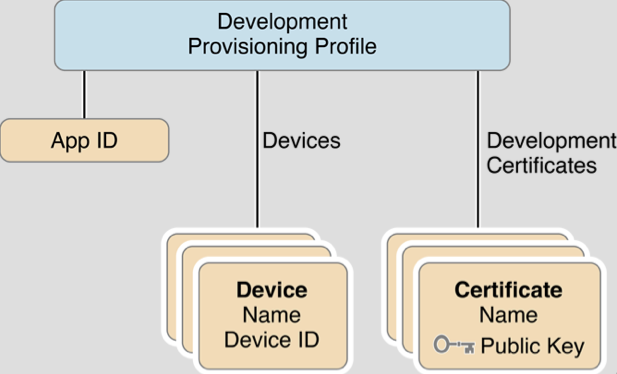 Development
Provisioning Profile
App ID
Devices
Development
Certificates
Device
Name
Device ID
Certificate
Name
Public Key